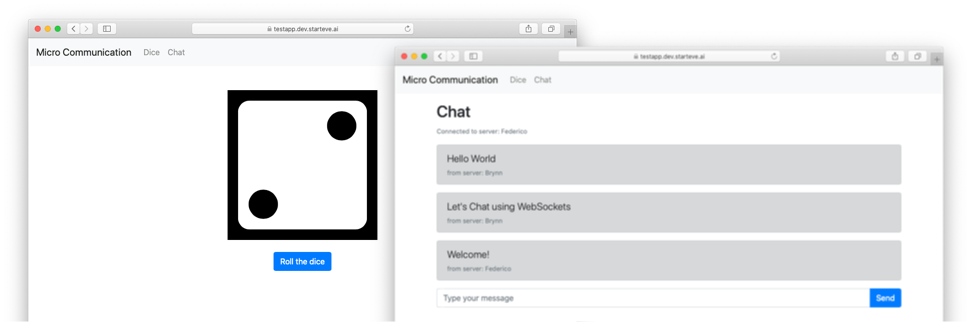 testapp.dev.starteve.ai
Micro Communication Dice Chat
Roll the dice
testapp.dev.starteve.ai
Micro Communication Dice Chat
Chat
Connected to server: Federico
Hello World
from server: Brynn
Let's Chat using WebSockets
from server: Brynn
Welcome!
from server: Federico
Type your message Send